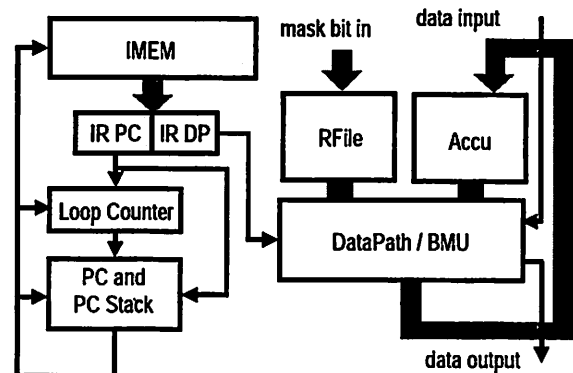 mask bit in
data input
IMEM
IR PC
IR DP
RFile
Accu
Loop Counter
DataPath / BMU
PC and
PC Stack
data output